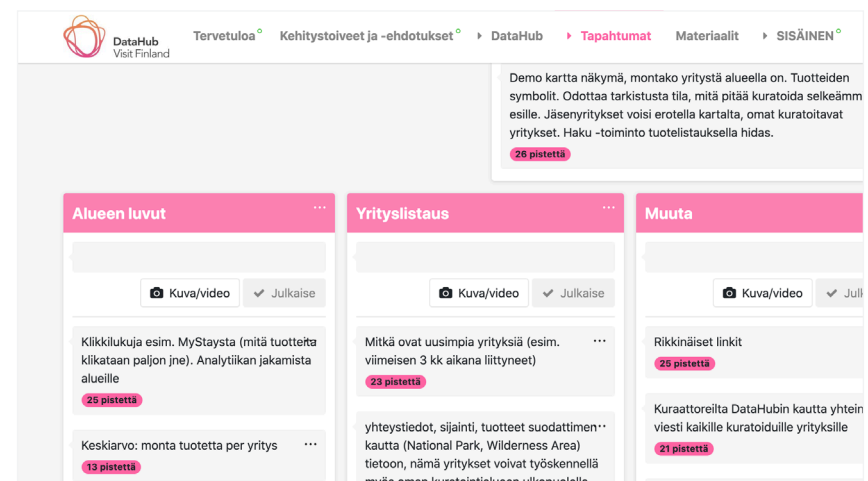 DataHub
Visit Finland
Tervetuloa
Kehitystoiveet ja -ehdotukset
DataHub
Tapahtumat
Materiaalit
SISÄINEN
Demo kartta näkymä, montako yritystä alueella on. Tuotteiden
symbolit. Odottaa tarkistusta tila, mitä pitää kuratoida selkeämm
esille. Jäsenyritykset voisi erotella kartalta, omat kuratoitavat
yritykset. Haku -toiminto tuotelistauksella hidas.
26 pistettä
Alueen luvut
Kuva/video
Julkaise
Klikkilukuja esim. MyStaysta (mitä tuotteita
klikataan paljon jne). Analytiikan jakamista
alueille
25 pistettä
Keskiarvo: monta tuotetta per yritys
13 pistettä
Yrityslistaus
Kuva/video
Julkaise
Mitkä ovat uusimpia yrityksiä (esim.
viimeisen 3 kk aikana liittyneet)
23 pistettä
yhteystiedot, sijainti, tuotteet suodattimen
kautta (National Park, Wilderness Area)
tietoon, nämä yritykset voivat työskennellä
Muuta
Kuva/video
Julk
Rikkinäiset linkit
25 pistettä
Kuraattoreilta DataHubin kautta yhtein
viesti kaikille kuratoiduille yrityksille
21 pistettä